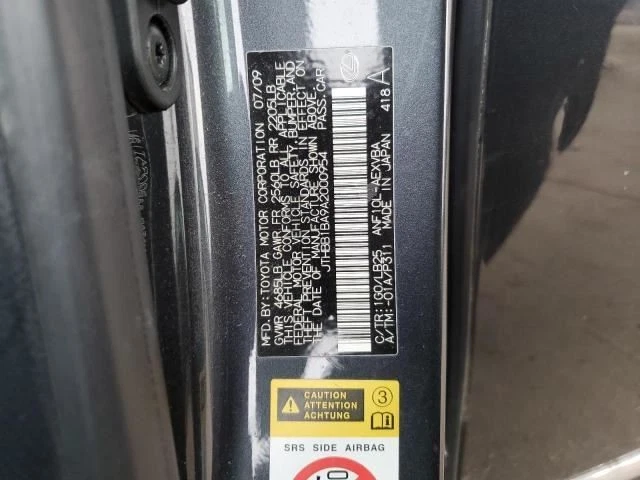 MFD.BY:TOYOTA MOTOR CORPORATION 07/09
GVWR 4685LB GAWR FR 2560LB RR 2205LB
THIS VEHICLE CONFORMS TO ALL APPLICABLE
FEDERAL MOTOR VEHICLE SAFETY, BUMPER, AND
THEFT PREVENTION STANDARDS IN EFFECT ON
THE DATE OF MANUFACTURE SHOWN ABOVE.
JTHBB1BA9A2000954 PASS.CAR
C/TR:1G0/LB25 ANF10L-AEXVBA
A/TM:-01A/P311 MADE IN JAPAN 418 A
CAUTION
ATTENTION
ACHTUNG
3
SRS SIDE AIRBAG